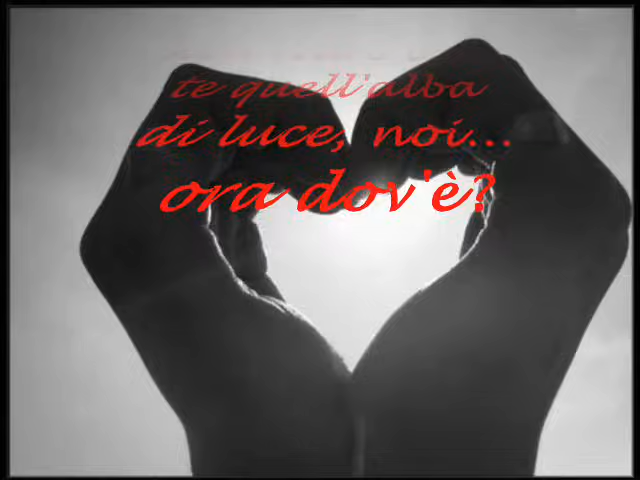 te quell'alba
di luce, noi...
ora dov'è?